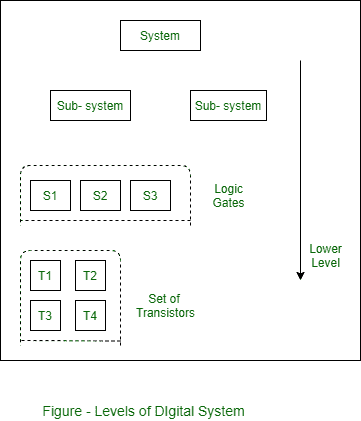 System
Sub- system
Sub- system
S1
S2
S3
Logic
Gates
Lower
Level
T1
T2
T3
T4
Set of
Transistors
Figure - Levels of DIgital System